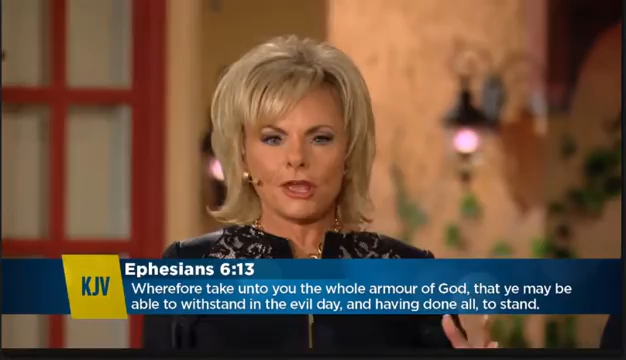 KJV
Ephesians 6:13
Wherefore take unto you the whole armour of God, that ye may be
able to withstand in the evil day, and having done all, to stand.